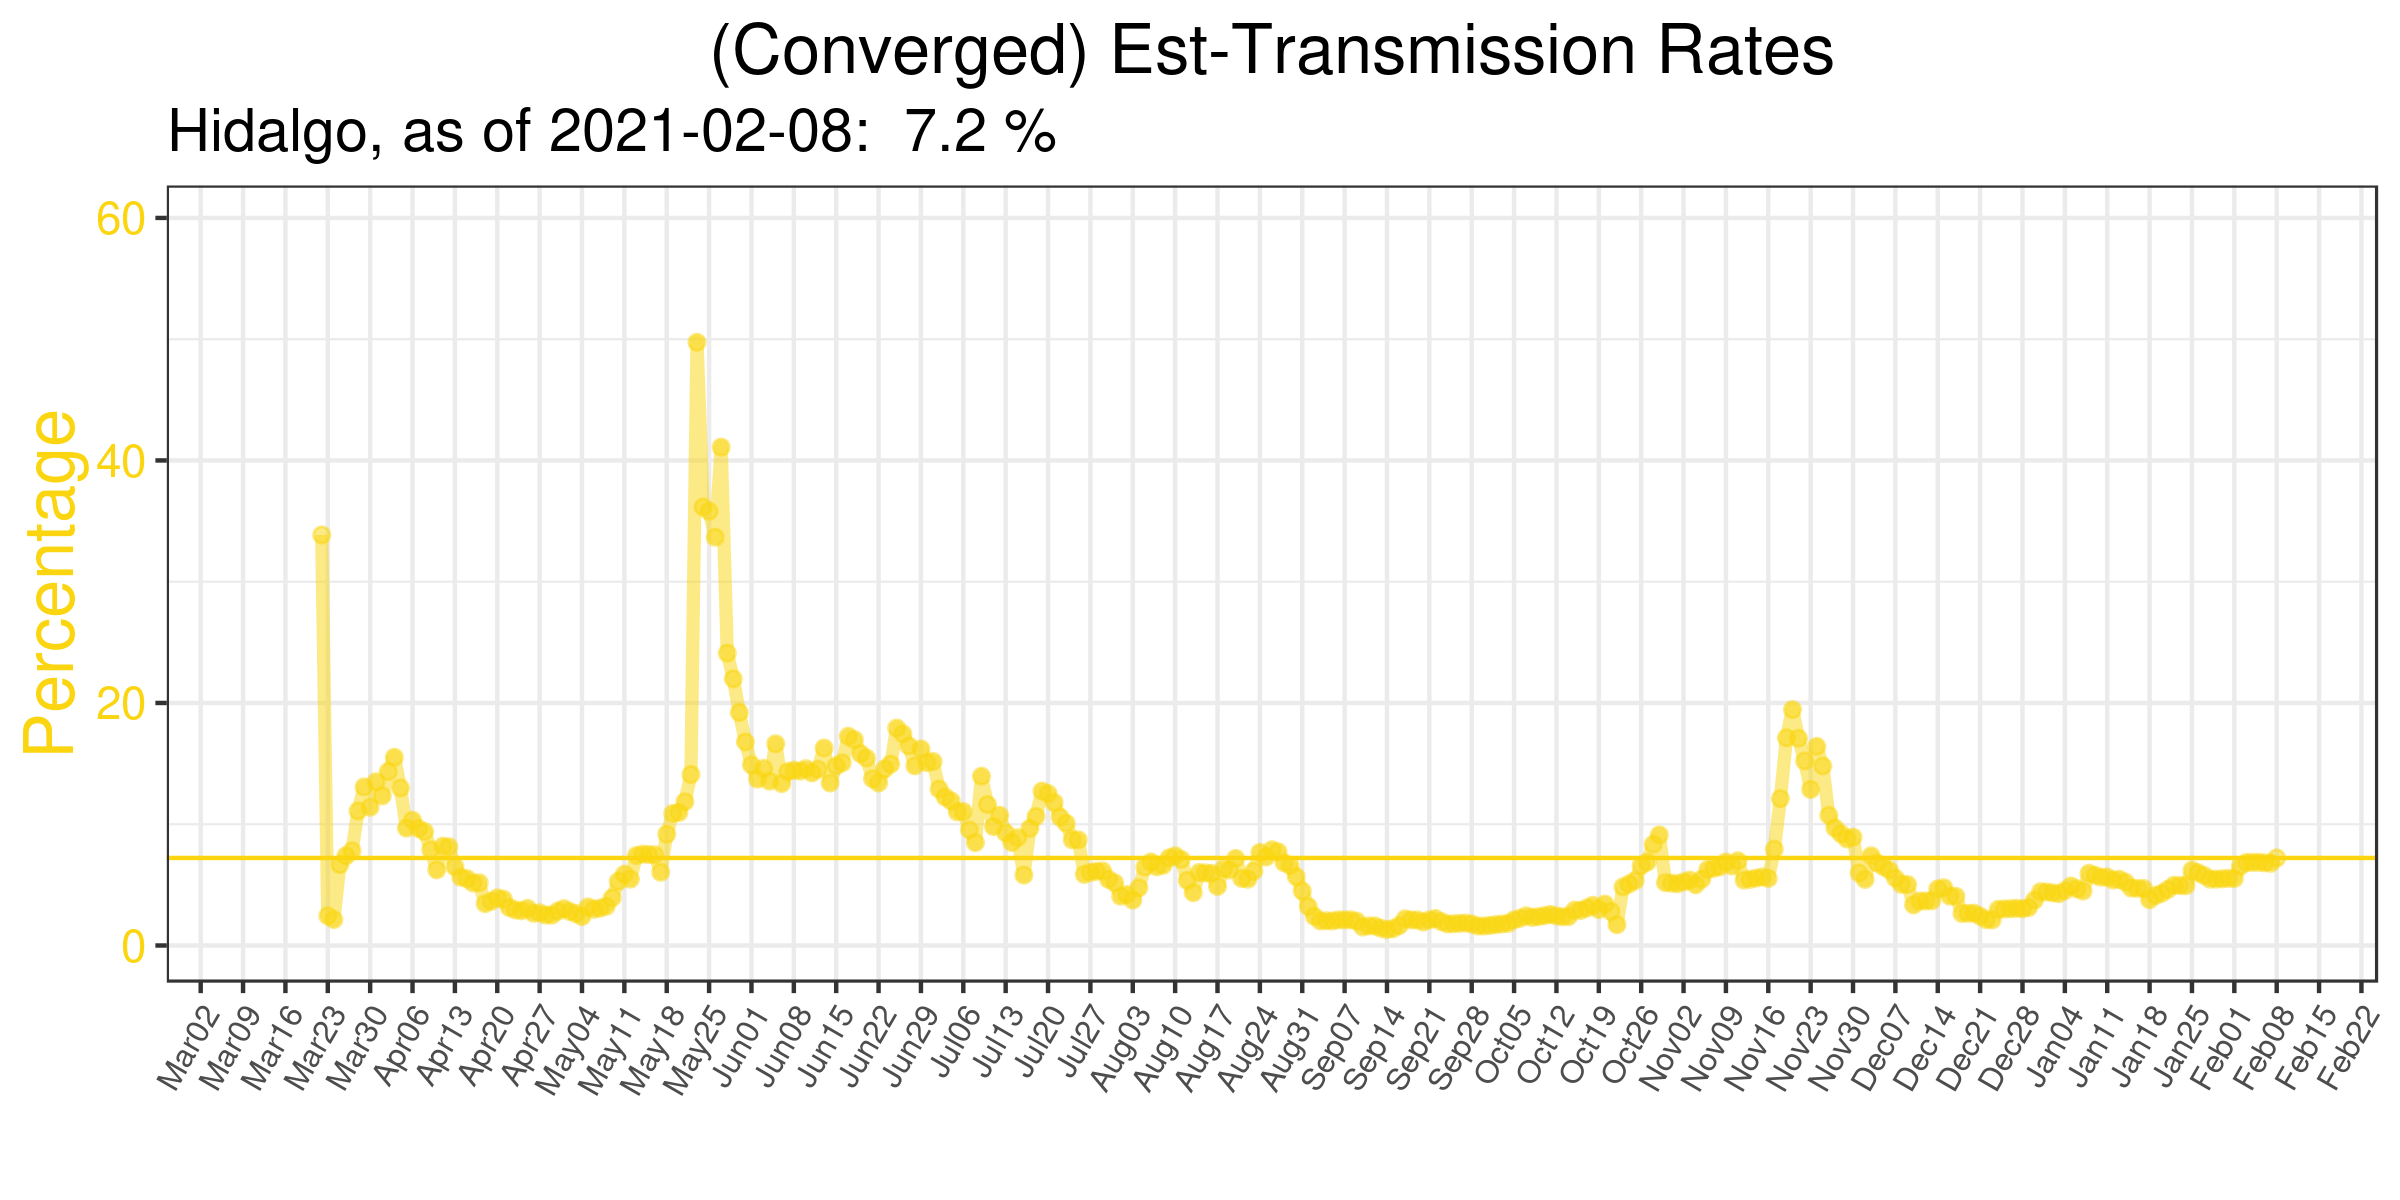 (Converged) Est-Transmission Rates
Hidalgo, as of 2021-02-08:  7.2 %
Percentage
60
40
20
0
Mar02 Mar09 Mar16 Mar23 Mar30 Apr06 Apr13 Apr20 Apr27 May04 May11 May18 May25 Jun01 Jun08 Jun15 Jun22 Jun29 Jul06 Jul13 Jul20 Jul27 Aug03 Aug10 Aug17 Aug24 Aug31 Sep07 Sep14 Sep21 Sep28 Oct05 Oct12 Oct19 Oct26 Nov02 Nov09 Nov16 Nov23 Nov30 Dec07 Dec14 Dec21 Dec28 Jan04 Jan11 Jan18 Jan25 Feb01 Feb08 Feb15 Feb22